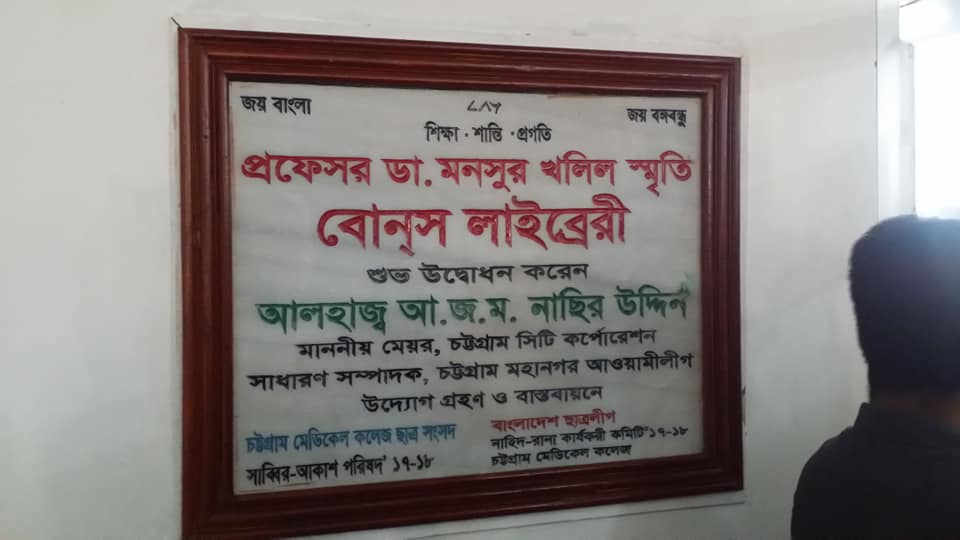 জয় বাংলা
৭৮৬
জয় বঙ্গবন্ধু
শিক্ষা · শান্তি · প্রগতি
প্রফেসর ডা. মনসুর খলিল স্মৃতি
বোন্‌স লাইব্রেরী
শুভ উদ্বোধন করেন
আলহাজ্ব আ.জ.ম. নাছির উদ্দিন
মাননীয় মেয়র, চট্টগ্রাম সিটি কর্পোরেশন
সাধারণ সম্পাদক, চট্টগ্রাম মহানগর আওয়ামীলীগ
উদ্যোগ গ্রহণ ও বাস্তবায়নে
চট্টগ্রাম মেডিকেল কলেজ ছাত্র সংসদ
সাব্বির-আকাশ পরিষদ' ১৭-১৮
বাংলাদেশ ছাত্রলীগ
নাহিদ-রানা কার্যকরী কমিটি'১৭-১৮
চট্টগ্রাম মেডিকেল কলেজ